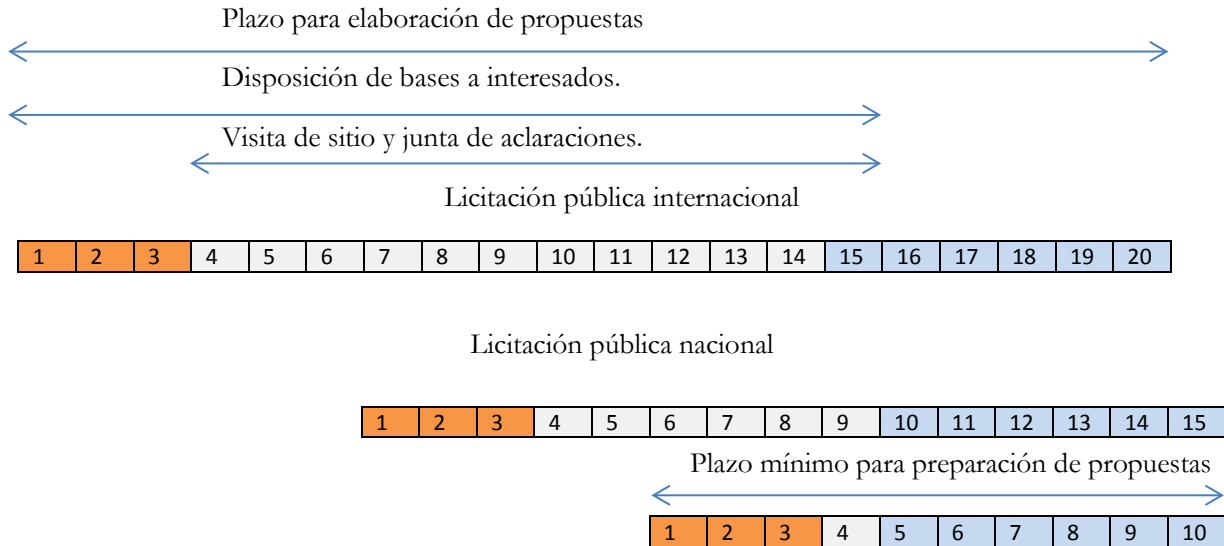 Plazo para elaboración de propuestas
Disposición de bases a interesados.
Visita de sitio y junta de aclaraciones.
Licitación pública internacional
1 2 3 4 5 6 7 8 9 10 11 12 13 14 15 16 17 18 19 20
Licitación pública nacional
1 2 3 4 5 6 7 8 9 10 11 12 13 14 15
Plazo mínimo para preparación de propuestas
1 2 3 4 5 6 7 8 9 10